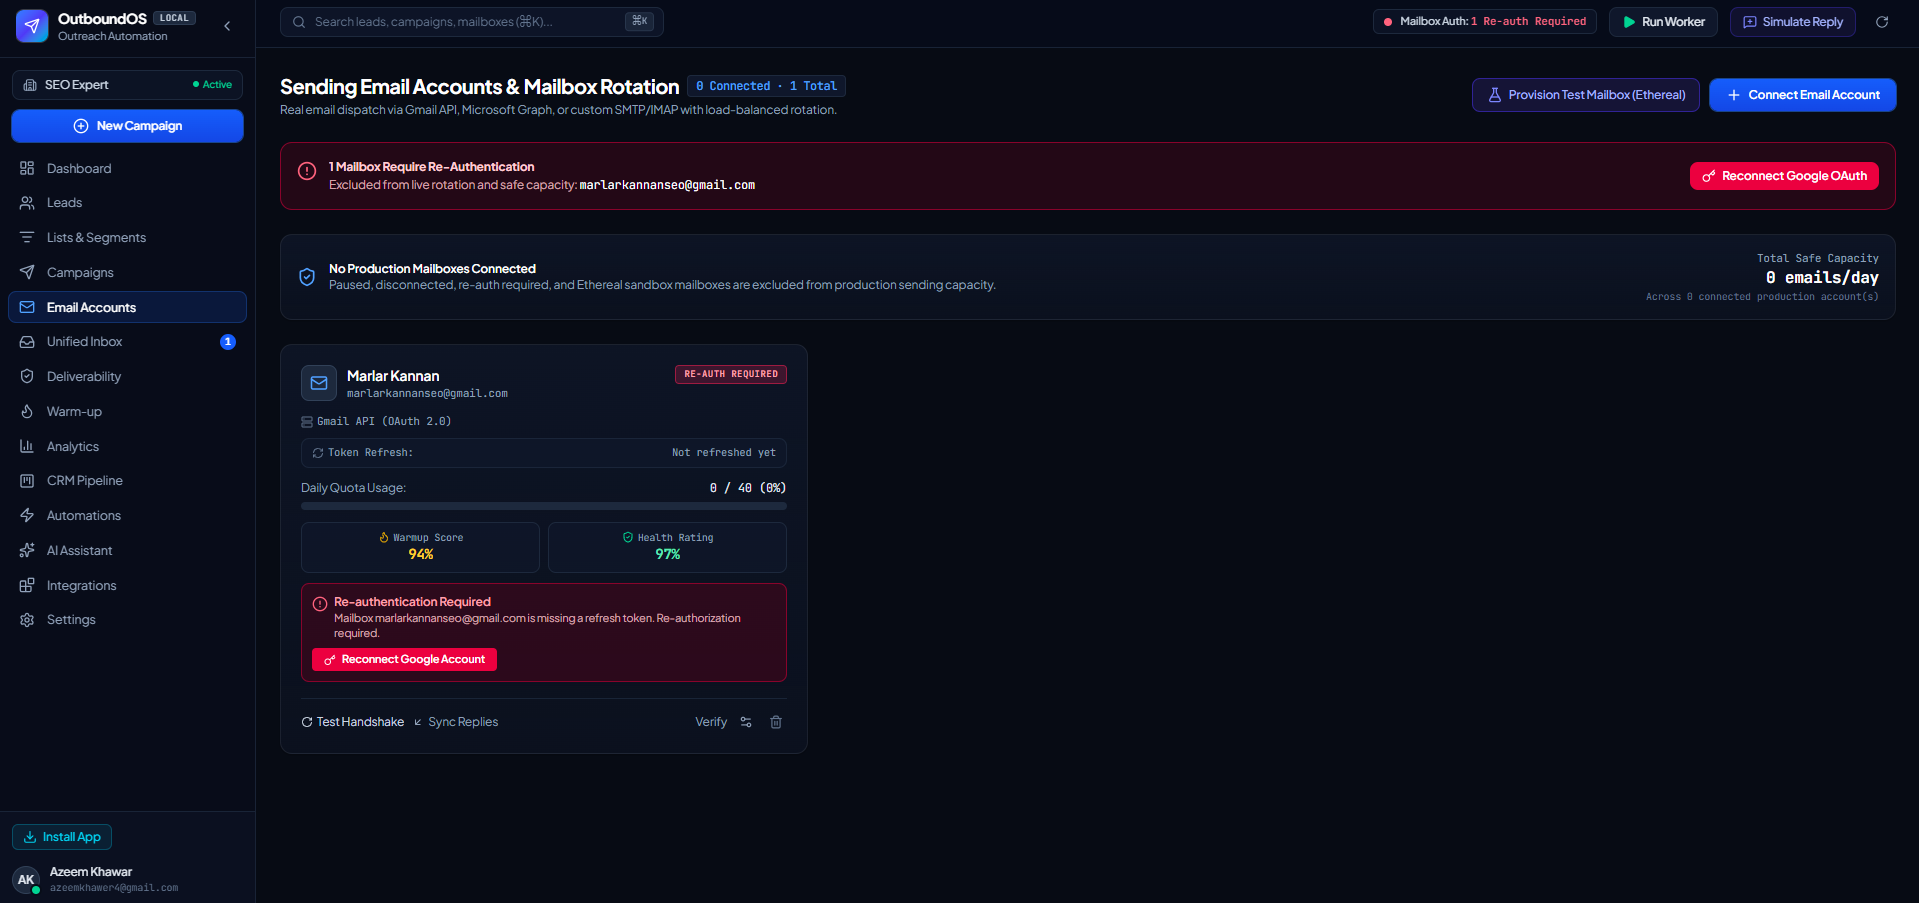 OutboundOS LOCAL
Outreach Automation
SEO Expert Active
New Campaign
Dashboard
Leads
Lists & Segments
Campaigns
Email Accounts
Unified Inbox 1
Deliverability
Warm-up
Analytics
CRM Pipeline
Automations
AI Assistant
Integrations
Settings
Install App
AK Azeem Khawar
azeemkhawer4@gmail.com
Search leads, campaigns, mailboxes (⌘K)... ⌘K
Mailbox Auth: 1 Re-auth Required
Run Worker
Simulate Reply
Sending Email Accounts & Mailbox Rotation 0 Connected · 1 Total
Real email dispatch via Gmail API, Microsoft Graph, or custom SMTP/IMAP with load-balanced rotation.
Provision Test Mailbox (Ethereal)
Connect Email Account
1 Mailbox Require Re-Authentication
Excluded from live rotation and safe capacity: marlarkannanseo@gmail.com
Reconnect Google OAuth
No Production Mailboxes Connected
Paused, disconnected, re-auth required, and Ethereal sandbox mailboxes are excluded from production sending capacity.
Total Safe Capacity
0 emails/day
Across 0 connected production account(s)
Marlar Kannan RE-AUTH REQUIRED
marlarkannanseo@gmail.com
Gmail API (OAuth 2.0)
Token Refresh: Not refreshed yet
Daily Quota Usage: 0 / 40 (0%)
Warmup Score
94%
Health Rating
97%
Re-authentication Required
Mailbox marlarkannanseo@gmail.com is missing a refresh token. Re-authorization
required.
Reconnect Google Account
Test Handshake Sync Replies Verify